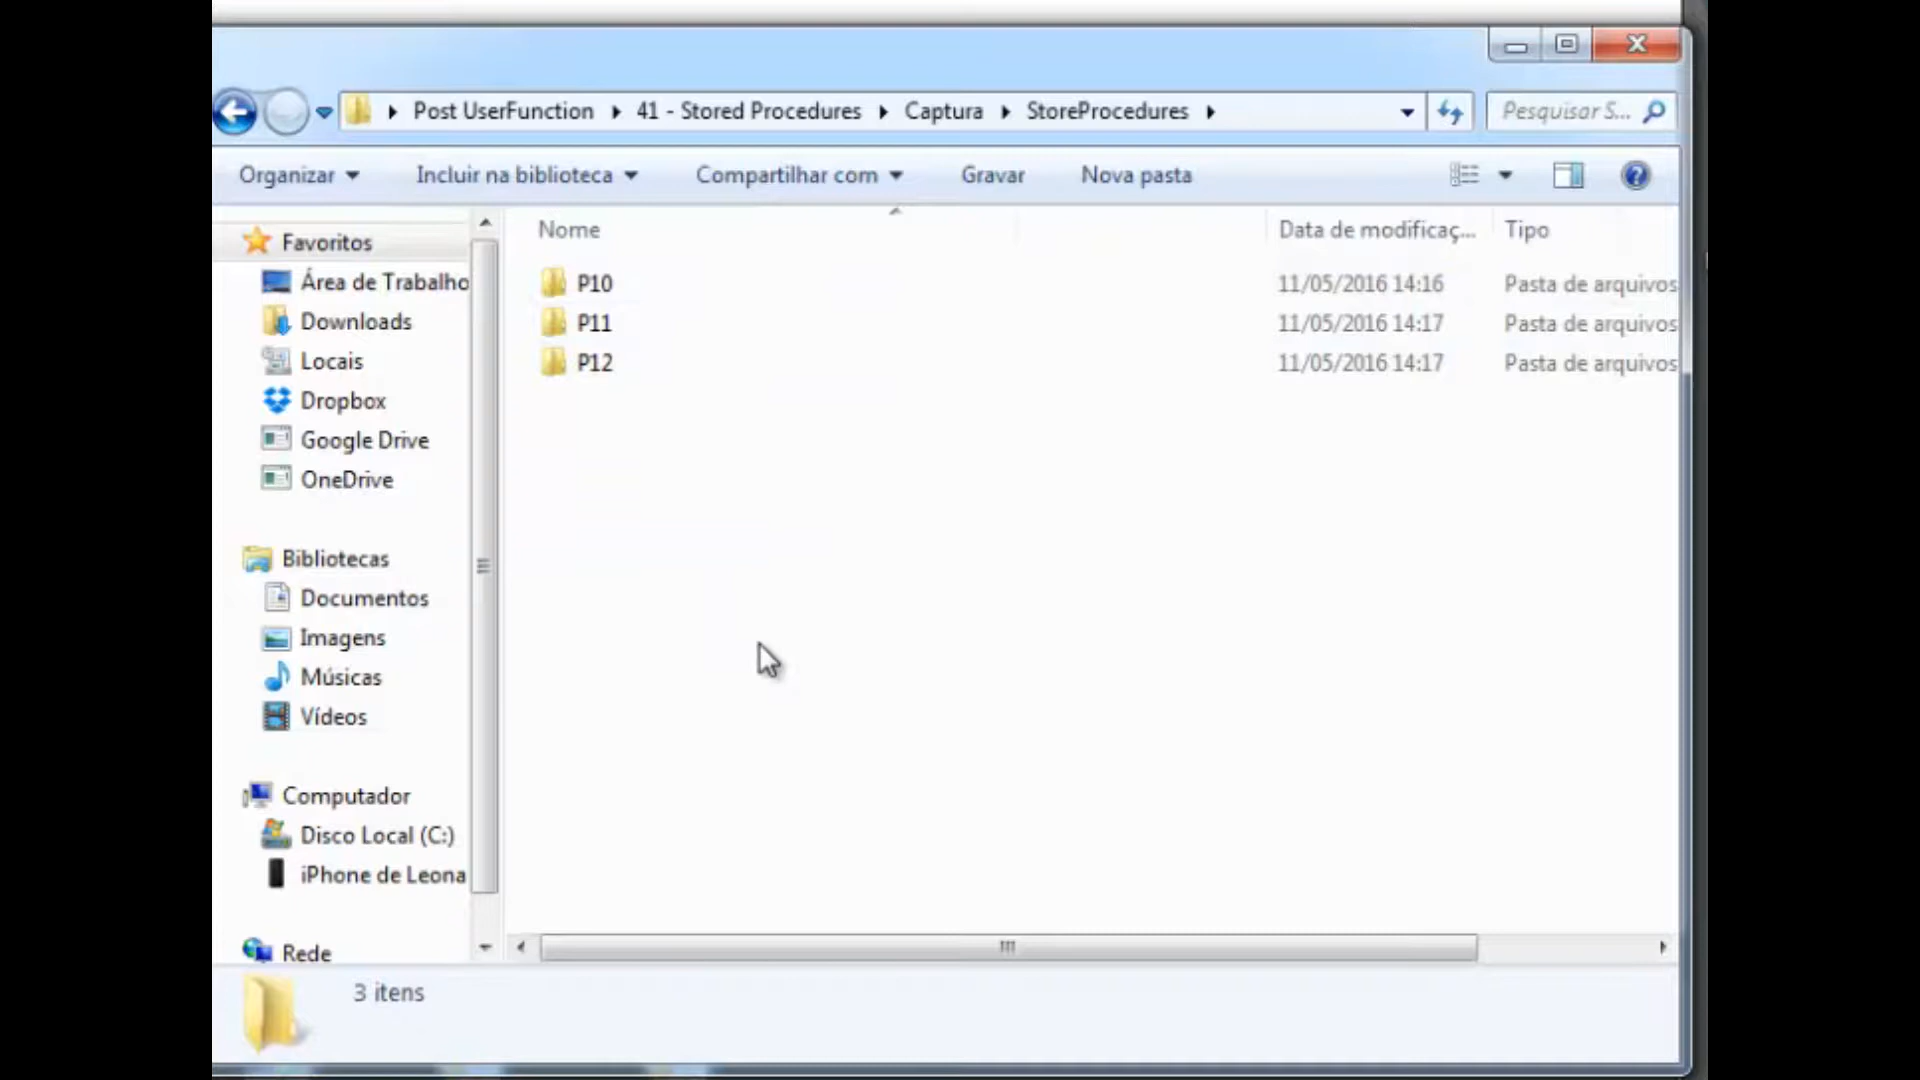 Post UserFunction 41 - Stored Procedures Captura StoreProcedures Pesquisar S...
Organizar Incluir na biblioteca Compartilhar com Gravar Nova pasta
Nome Data de modificaç... Tipo
Favoritos
Área de Trabalho
Downloads
Locais
Dropbox
Google Drive
OneDrive
Bibliotecas
Documentos
Imagens
Músicas
Vídeos
Computador
Disco Local (C:)
iPhone de Leona
Rede
P10 11/05/2016 14:16 Pasta de arquivos
P11 11/05/2016 14:17 Pasta de arquivos
P12 11/05/2016 14:17 Pasta de arquivos
3 itens